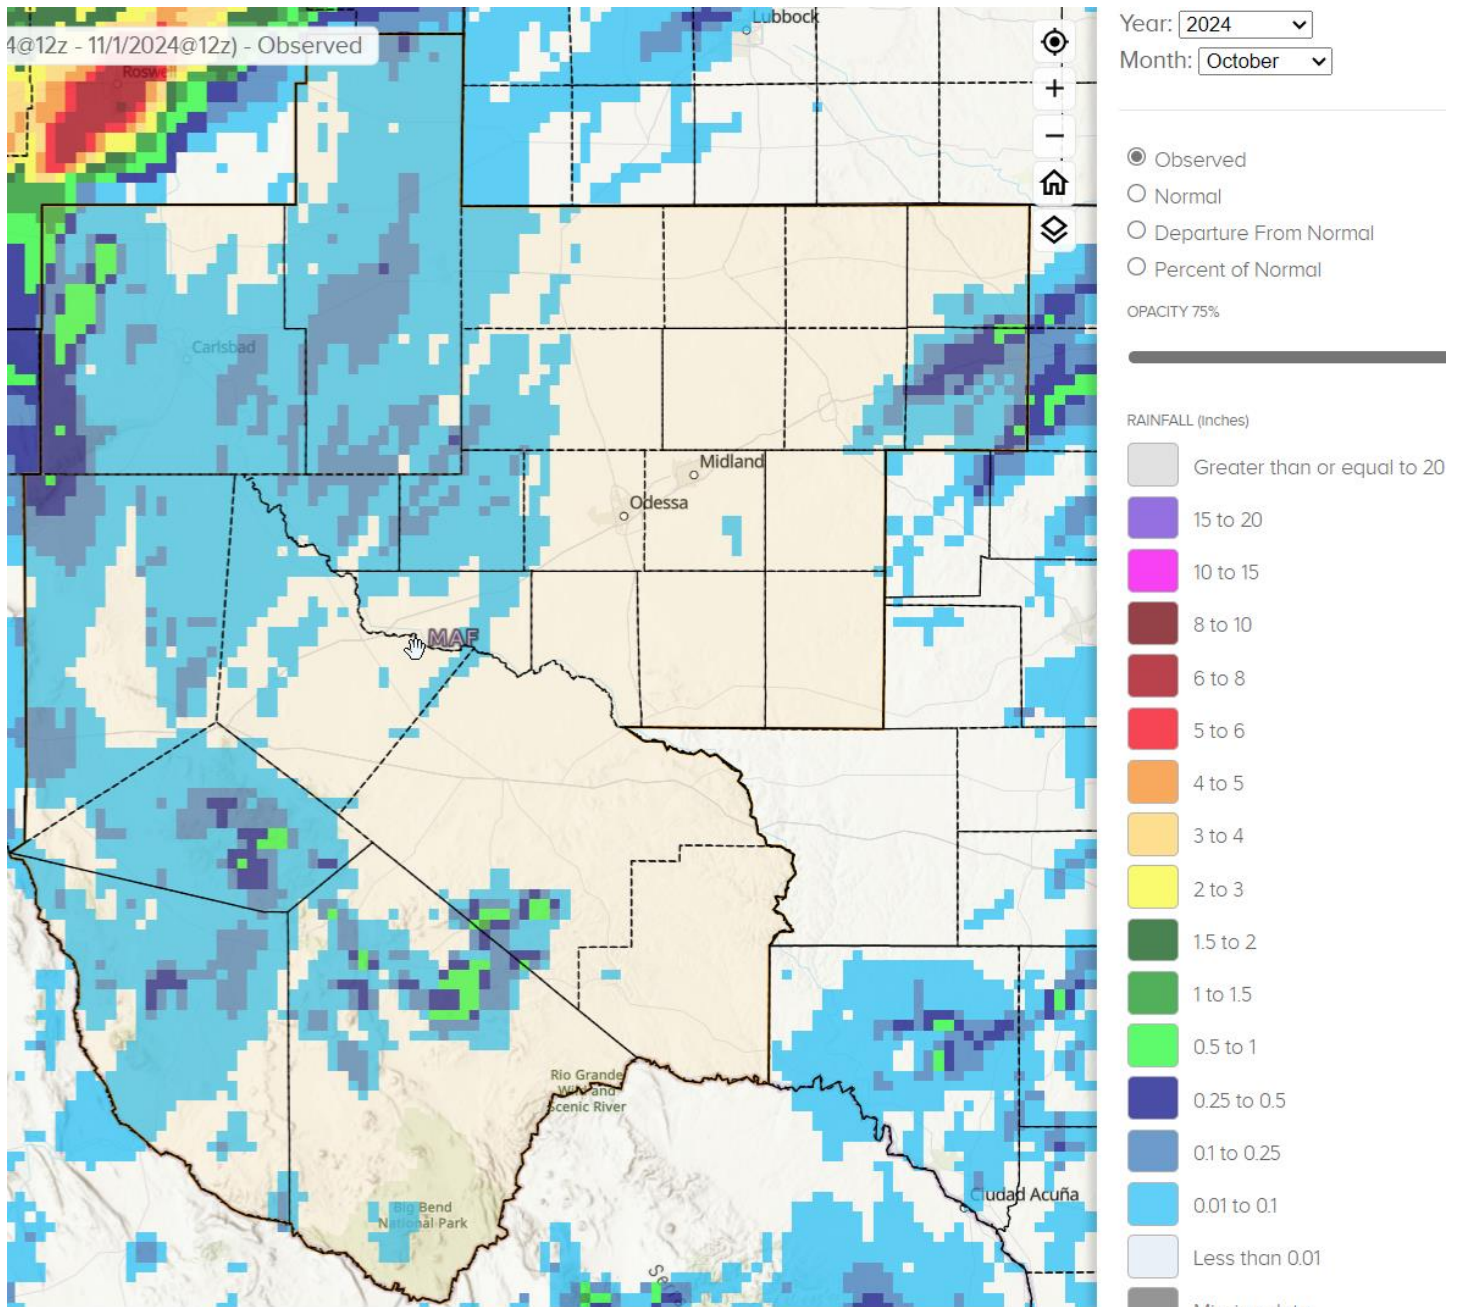 4@12z - 11/1/2024@12z) - Observed
Roswell
Lubbock
Carlsbad
Midland
Odessa
MAF
Rio Grande
Wild and
Scenic River
Big Bend
National Park
Ciudad Acuña
Year: 2024
Month: October
Observed
Normal
Departure From Normal
Percent of Normal
OPACITY 75%
RAINFALL (Inches)
Greater than or equal to 20
15 to 20
10 to 15
8 to 10
6 to 8
5 to 6
4 to 5
3 to 4
2 to 3
1.5 to 2
1 to 1.5
0.5 to 1
0.25 to 0.5
0.1 to 0.25
0.01 to 0.1
Less than 0.01